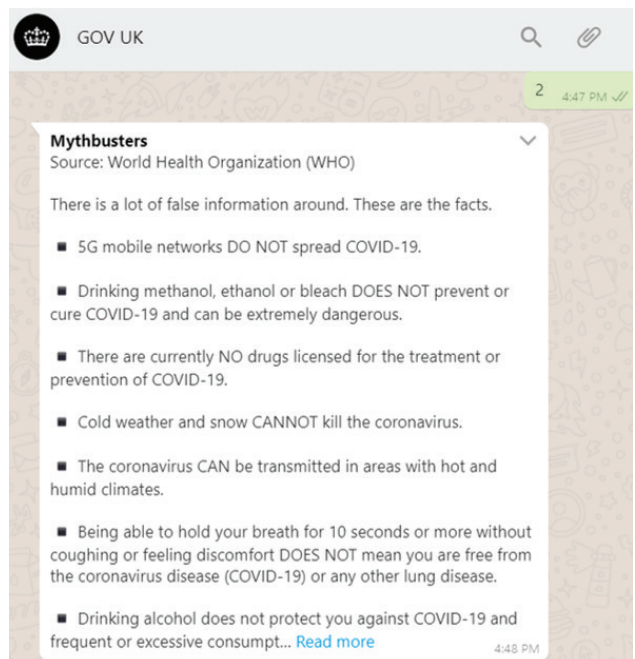 GOV UK
2 4:47 PM
Mythbusters
Source: World Health Organization (WHO)
There is a lot of false information around. These are the facts.
▪ 5G mobile networks DO NOT spread COVID-19.
▪ Drinking methanol, ethanol or bleach DOES NOT prevent or
cure COVID-19 and can be extremely dangerous.
▪ There are currently NO drugs licensed for the treatment or
prevention of COVID-19.
▪ Cold weather and snow CANNOT kill the coronavirus.
▪ The coronavirus CAN be transmitted in areas with hot and
humid climates.
▪ Being able to hold your breath for 10 seconds or more without
coughing or feeling discomfort DOES NOT mean you are free from
the coronavirus disease (COVID-19) or any other lung disease.
▪ Drinking alcohol does not protect you against COVID-19 and
frequent or excessive consumpt... Read more
4:48 PM